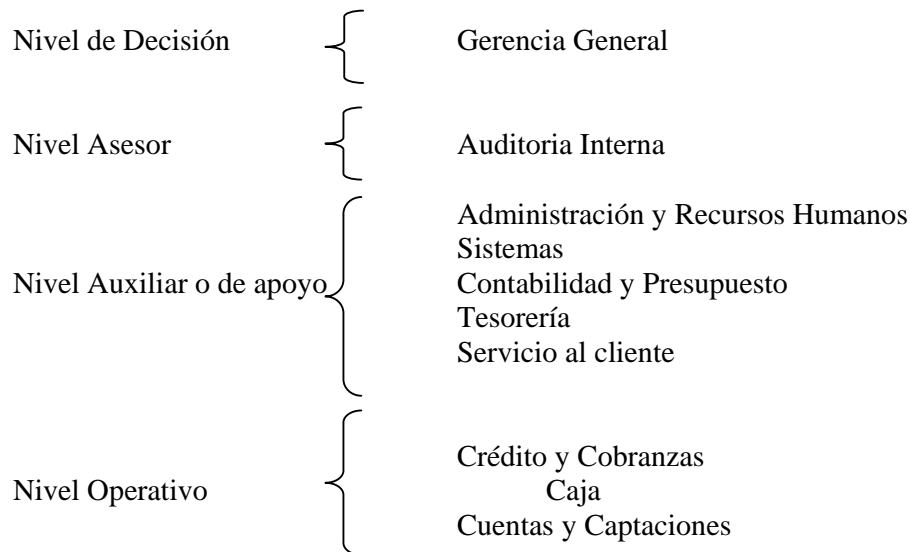 Nivel de Decisión Gerencia General
Nivel Asesor Auditoria Interna
Administración y Recursos Humanos
Sistemas
Nivel Auxiliar o de apoyo Contabilidad y Presupuesto
Tesorería
Servicio al cliente
Crédito y Cobranzas
Nivel Operativo Caja
Cuentas y Captaciones